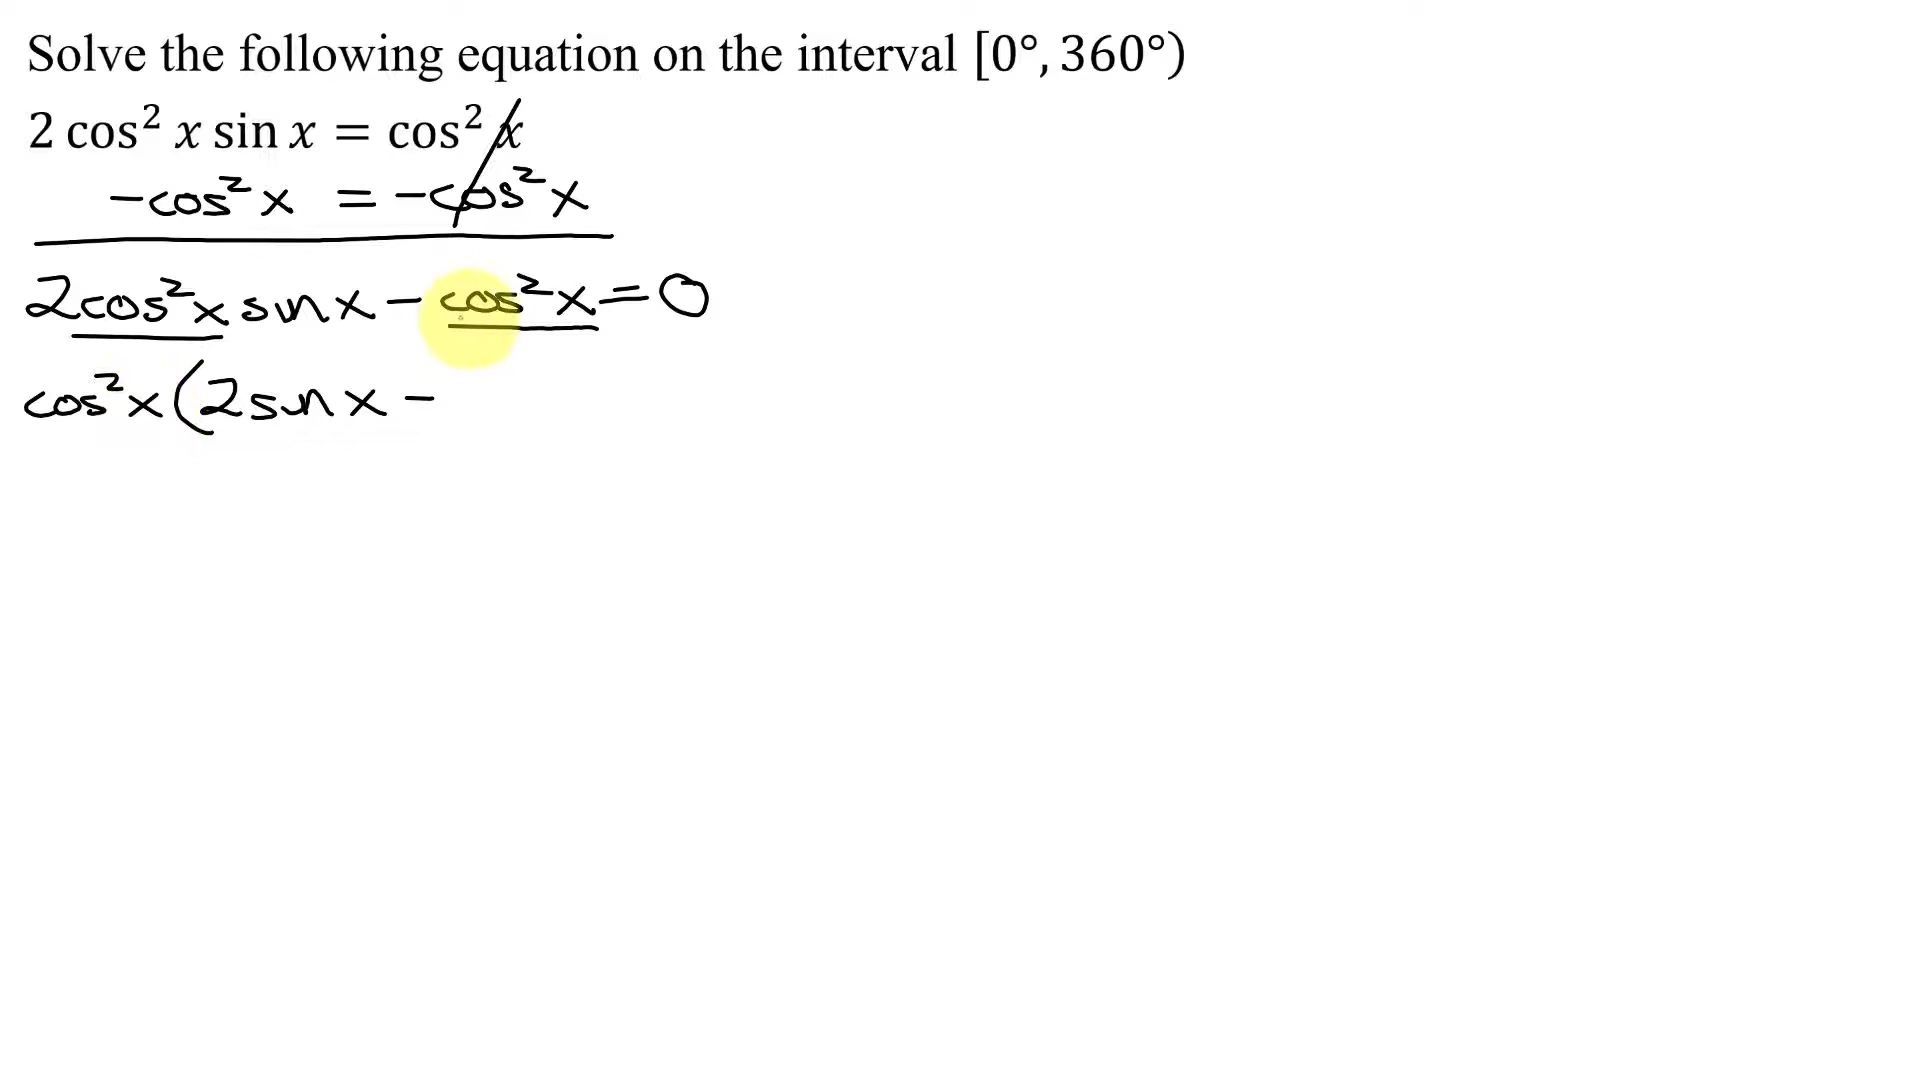 Solve the following equation on the interval [0°, 360°)
2 cos² x sin x = cos² x
-cos² x = -cos² x
2cos² x sin x - cos² x = 0
cos² x (2 sin x -